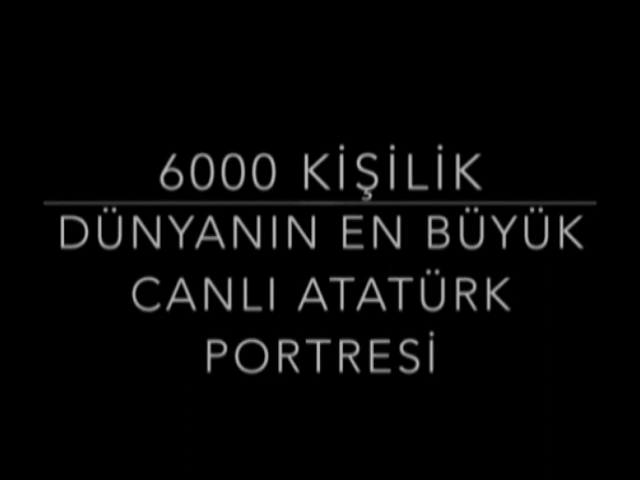 6000 KİŞİLİK
DÜNYANIN EN BÜYÜK
CANLI ATATÜRK
PORTRESİ